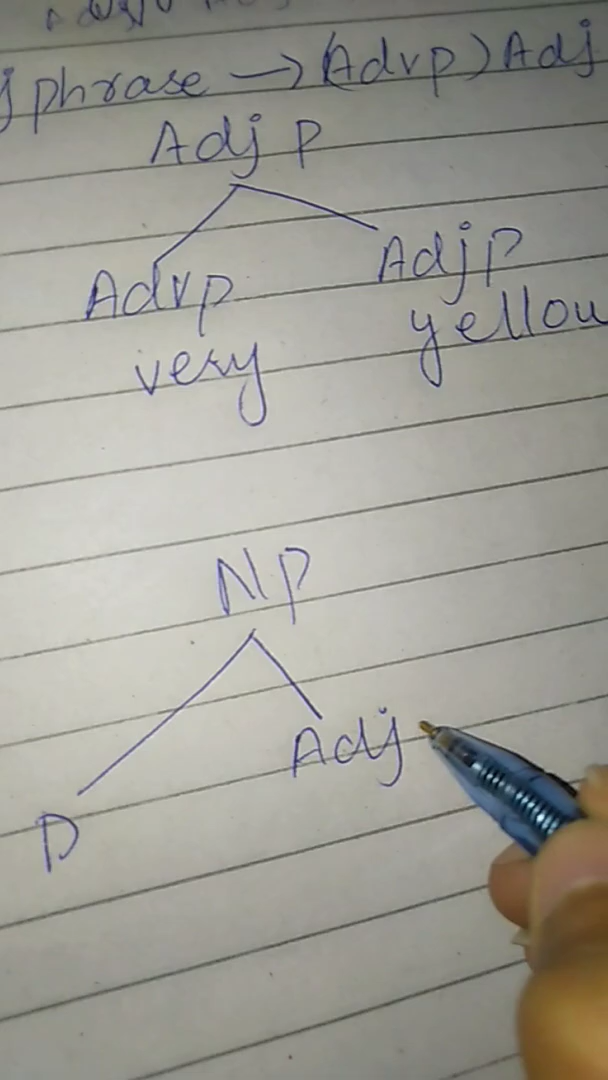 j phrase → (Advp) Adj
Adj P
Advp Adj P
very yellow
NP
Adj
D